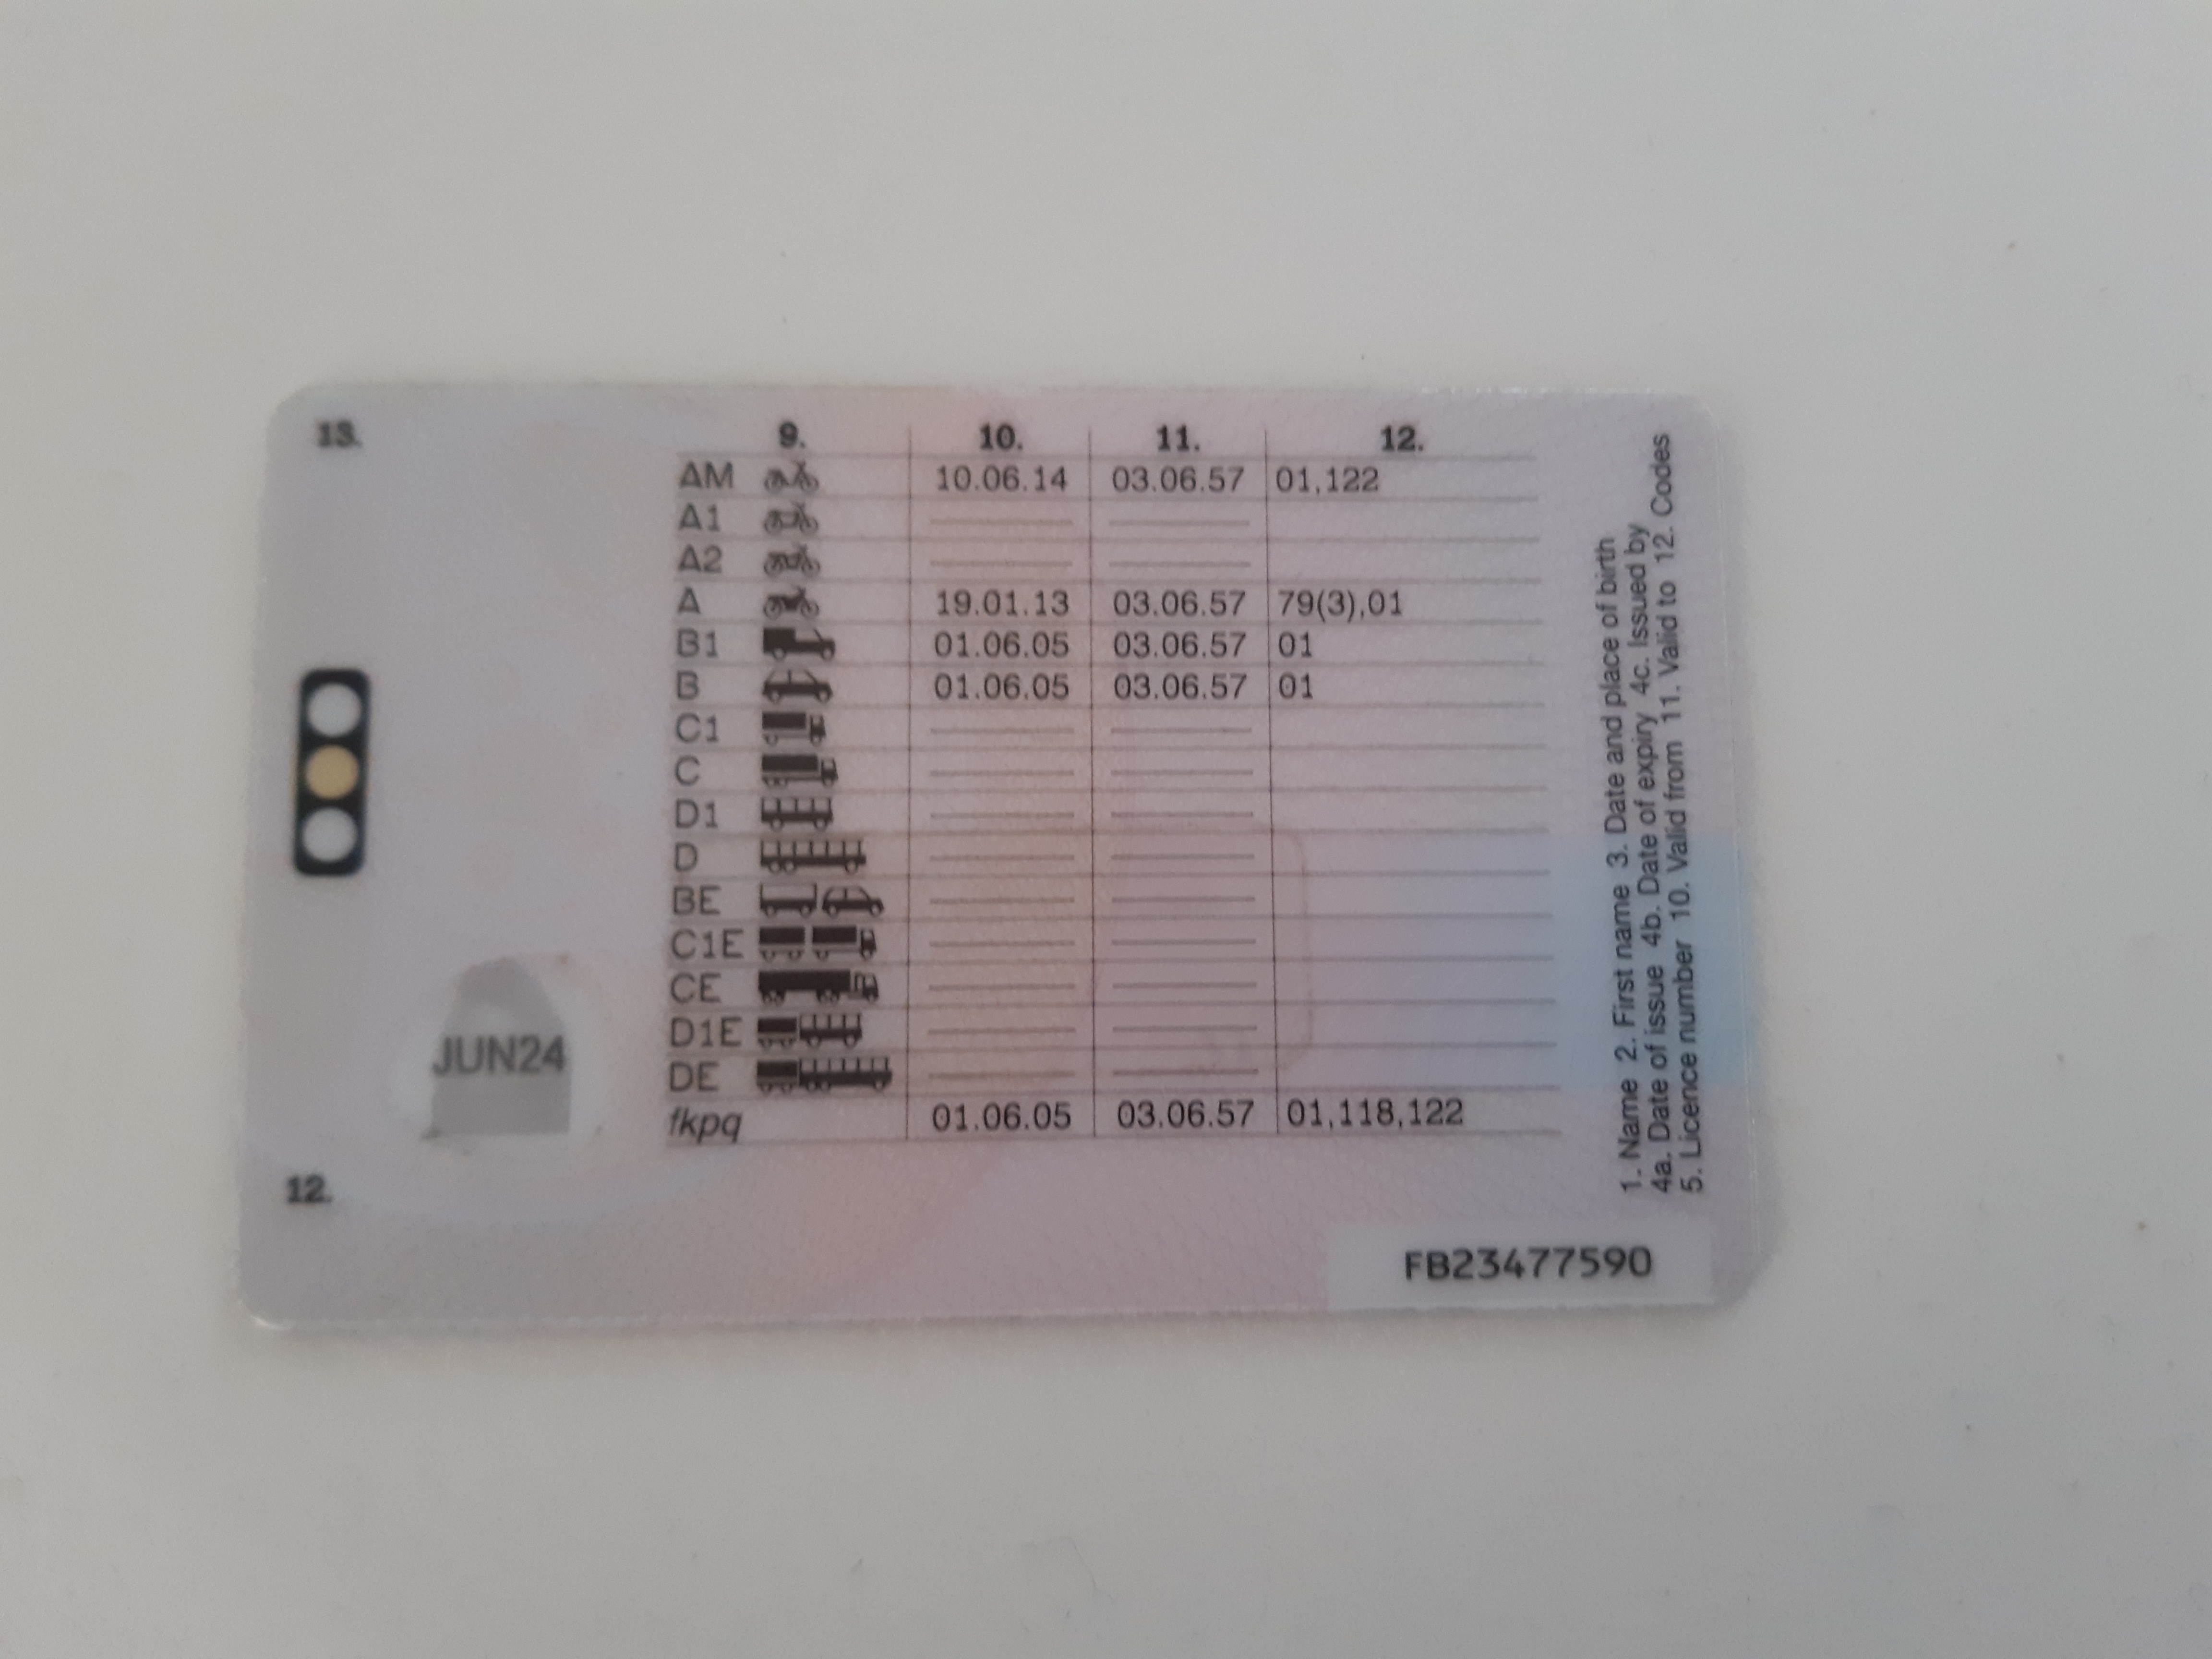 13.
9. 10. 11. 12.
AM 10.06.14 03.06.57 01,122
A1
A2
A 19.01.13 03.06.57 79(3),01
B1 01.06.05 03.06.57 01
B 01.06.05 03.06.57 01
C1
C
D1
D
BE
C1E
CE
D1E
DE
fkpq 01.06.05 03.06.57 01,118,122
JUN24
12.
1. Name 2. First name 3. Date and place of birth
4a. Date of issue 4b. Date of expiry 4c. Issued by
5. Licence number 10. Valid from 11. Valid to 12. Codes
FB23477590